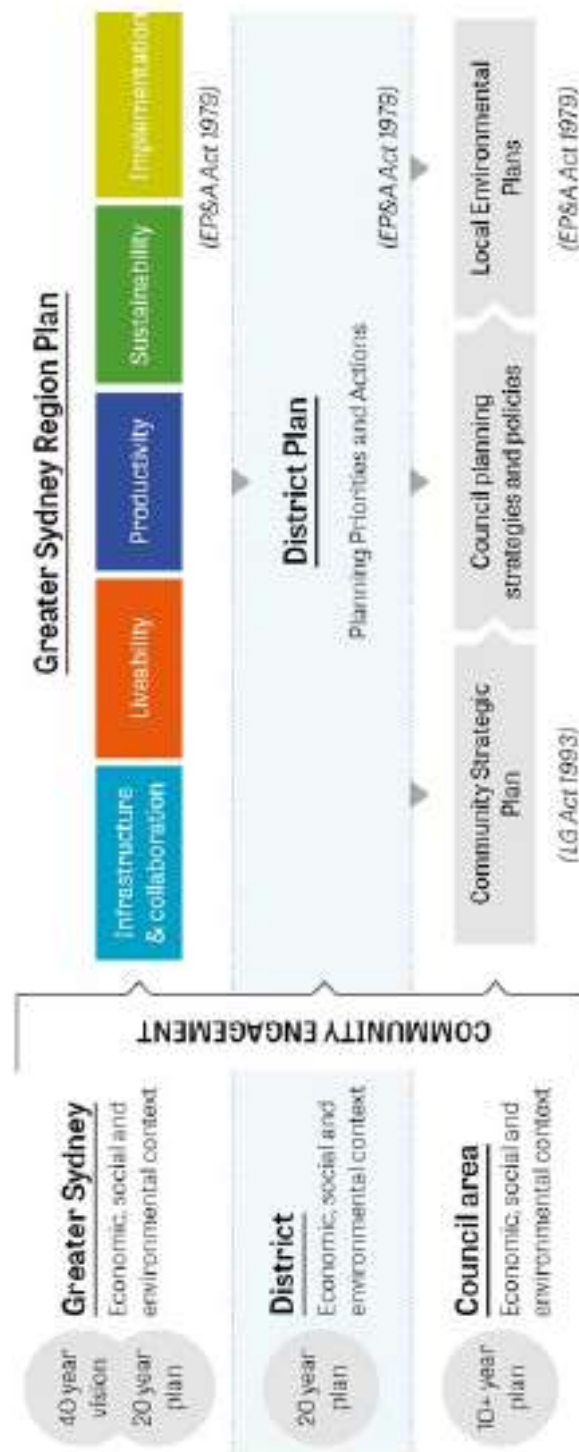 40 year
vision
20 year
plan
Greater Sydney
Economic, social and
environmental context
20 year
plan
District
Economic, social and
environmental context
10+ year
plan
Council area
Economic, social and
environmental context
COMMUNITY ENGAGEMENT
Greater Sydney Region Plan
Infrastructure
& collaboration
Liveability
Productivity
Sustainability
Implementation
(EP&A Act 1979)
District Plan
Planning Priorities and Actions
(EP&A Act 1979)
Community Strategic
Plan
Council planning
strategies and policies
Local Environmental
Plans
(LG Act 1993)
(EP&A Act 1979)